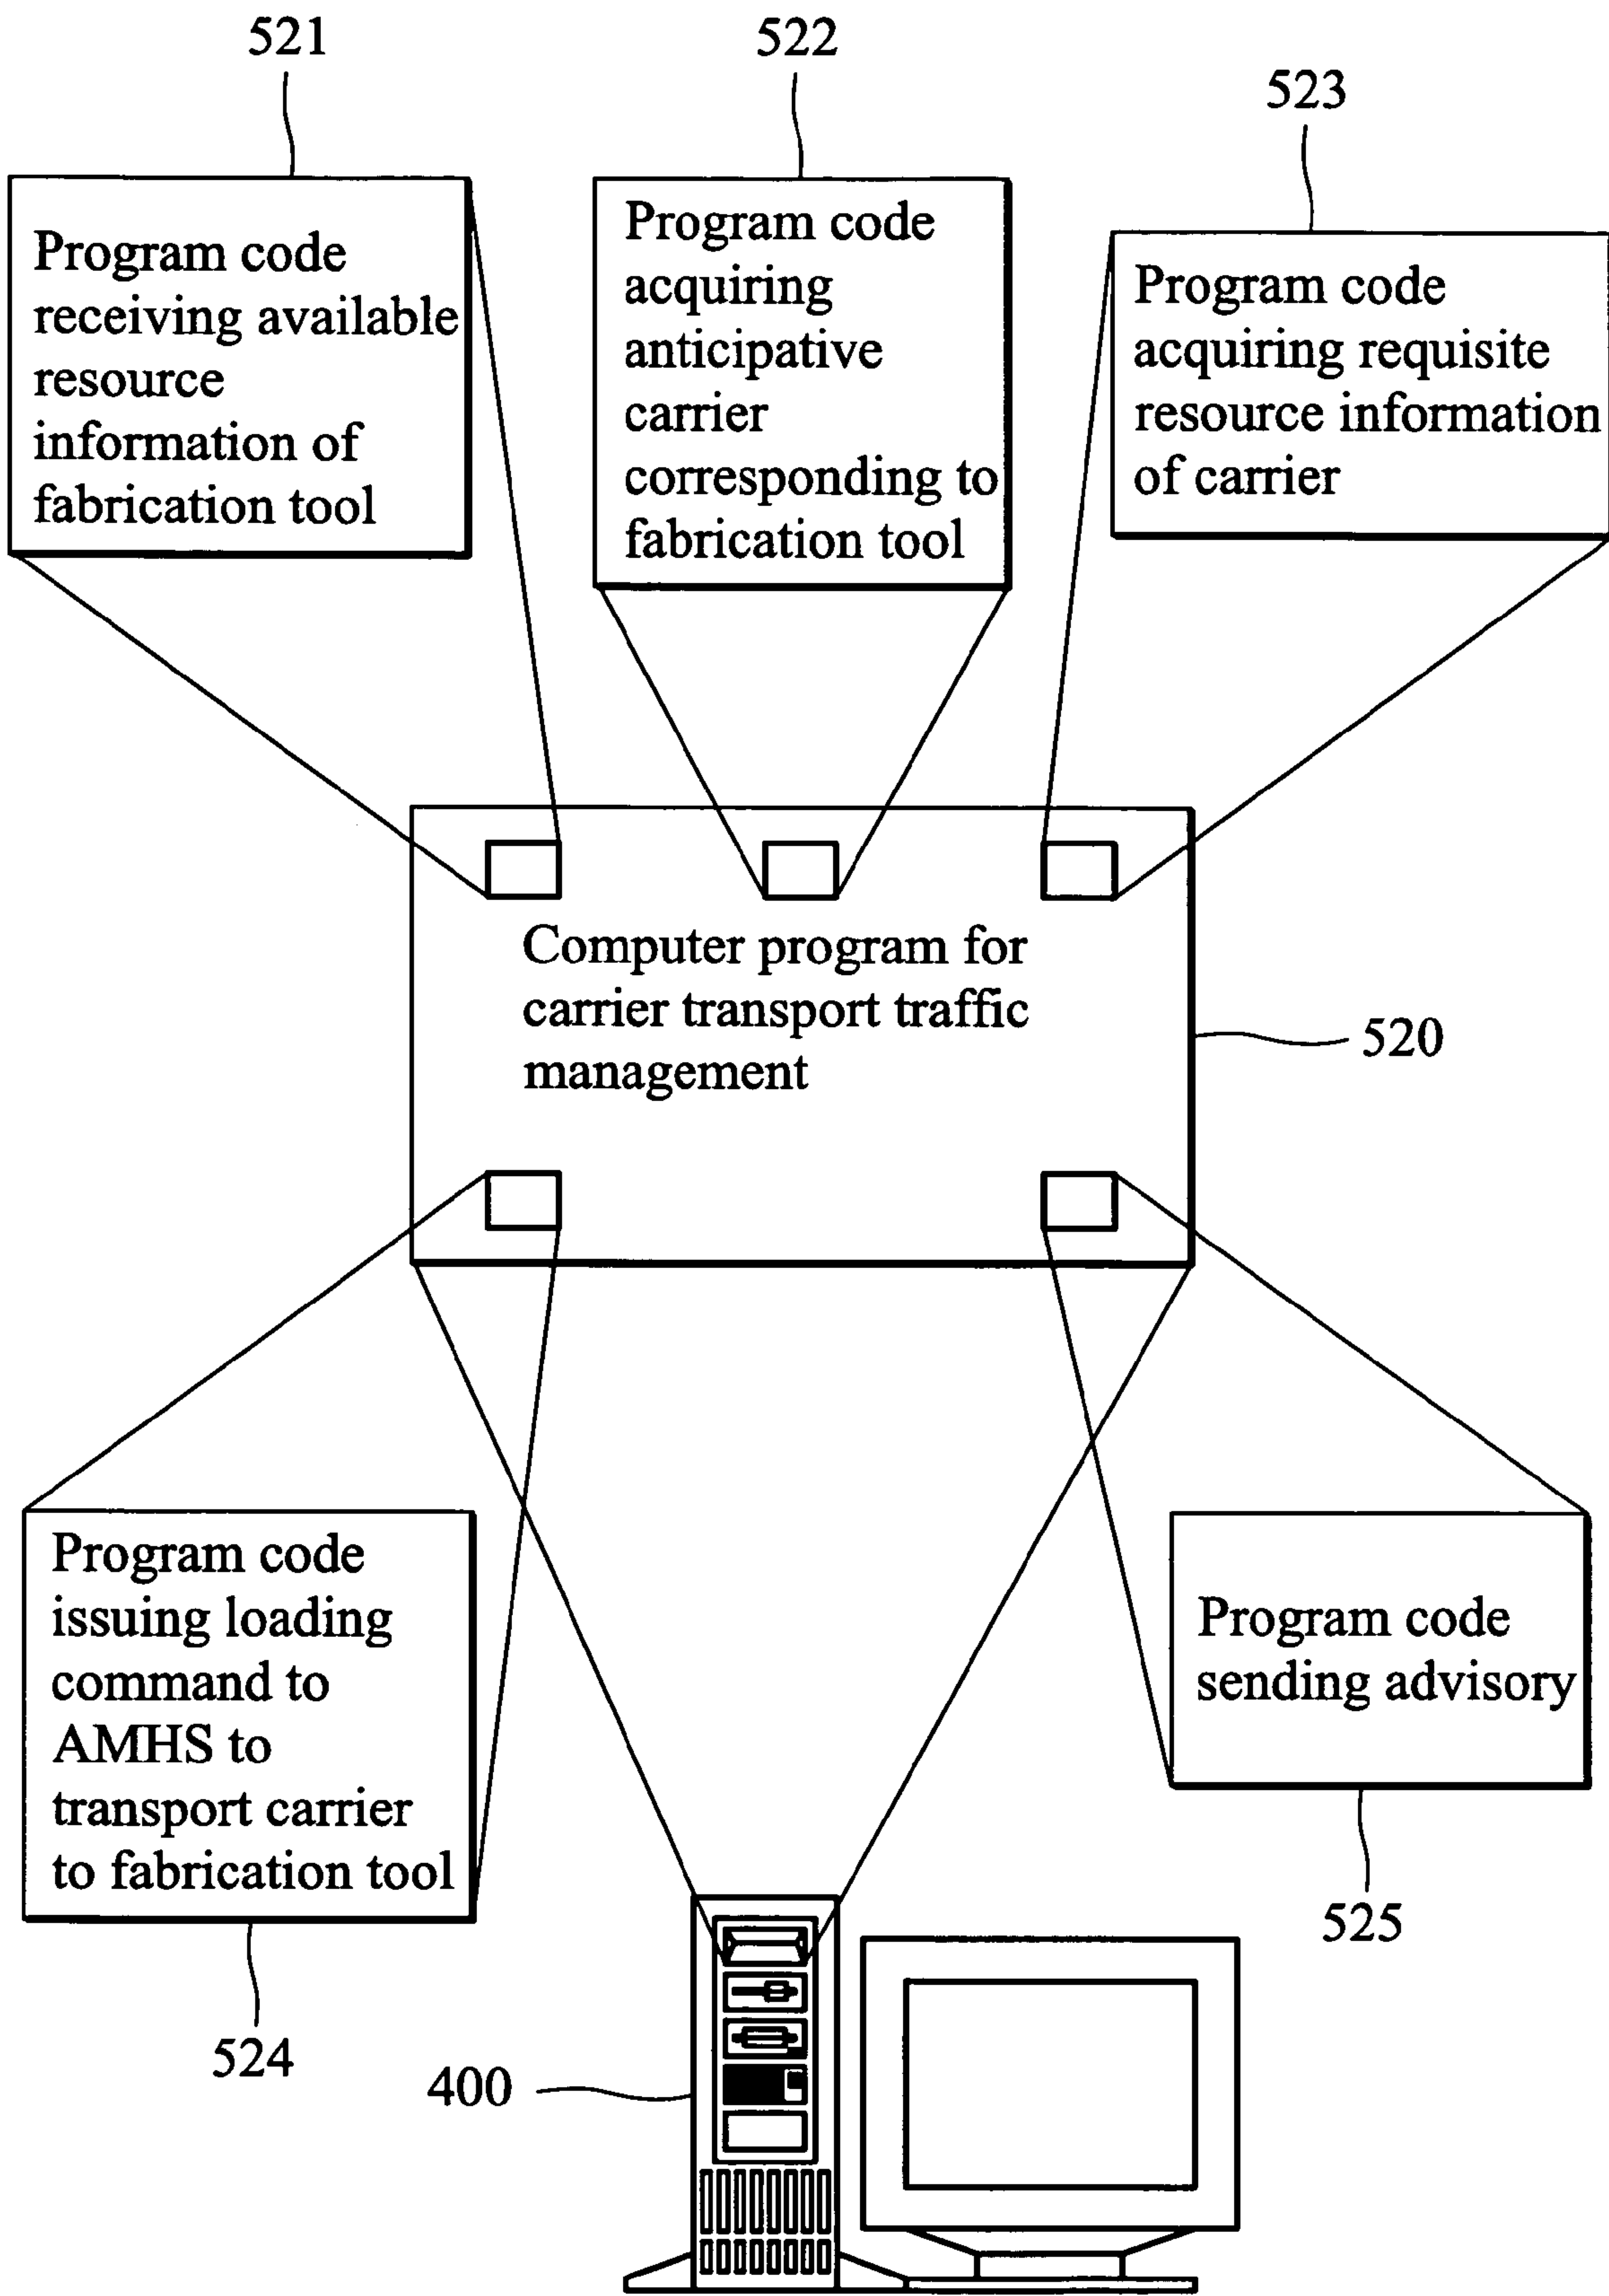 521
522
523
Program code
receiving available
resource
information of
fabrication tool
Program code
acquiring
anticipative
carrier
corresponding to
fabrication tool
Program code
acquiring requisite
resource information
of carrier
Computer program for
carrier transport traffic
management
520
Program code
issuing loading
command to
AMHS to
transport carrier
to fabrication tool
Program code
sending advisory
525
524
400